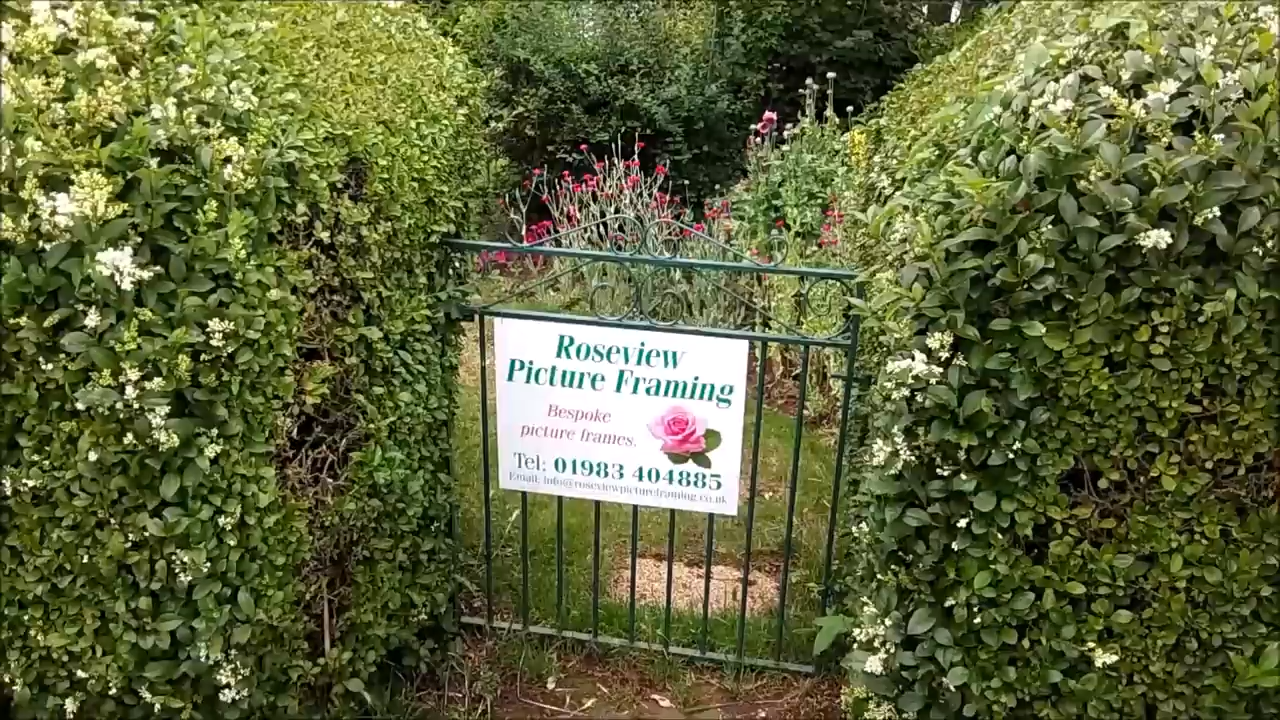 Roseview
Picture Framing
Bespoke
picture frames.
Tel: 01983 404885
Email: info@roseviewpictureframing.co.uk